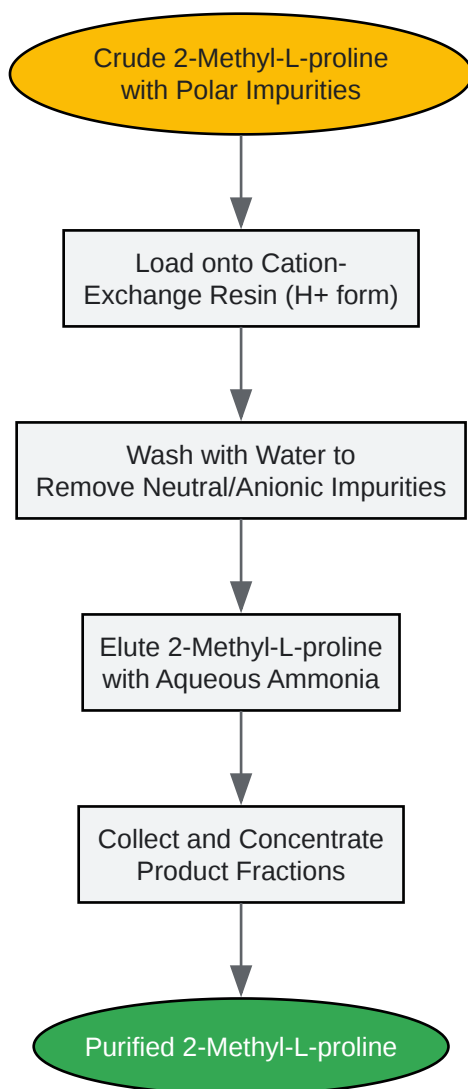 Crude 2-Methyl-L-proline
with Polar Impurities
Load onto Cation-
Exchange Resin (H+ form)
Wash with Water to
Remove Neutral/Anionic Impurities
Elute 2-Methyl-L-proline
with Aqueous Ammonia
Collect and Concentrate
Product Fractions
Purified 2-Methyl-L-proline